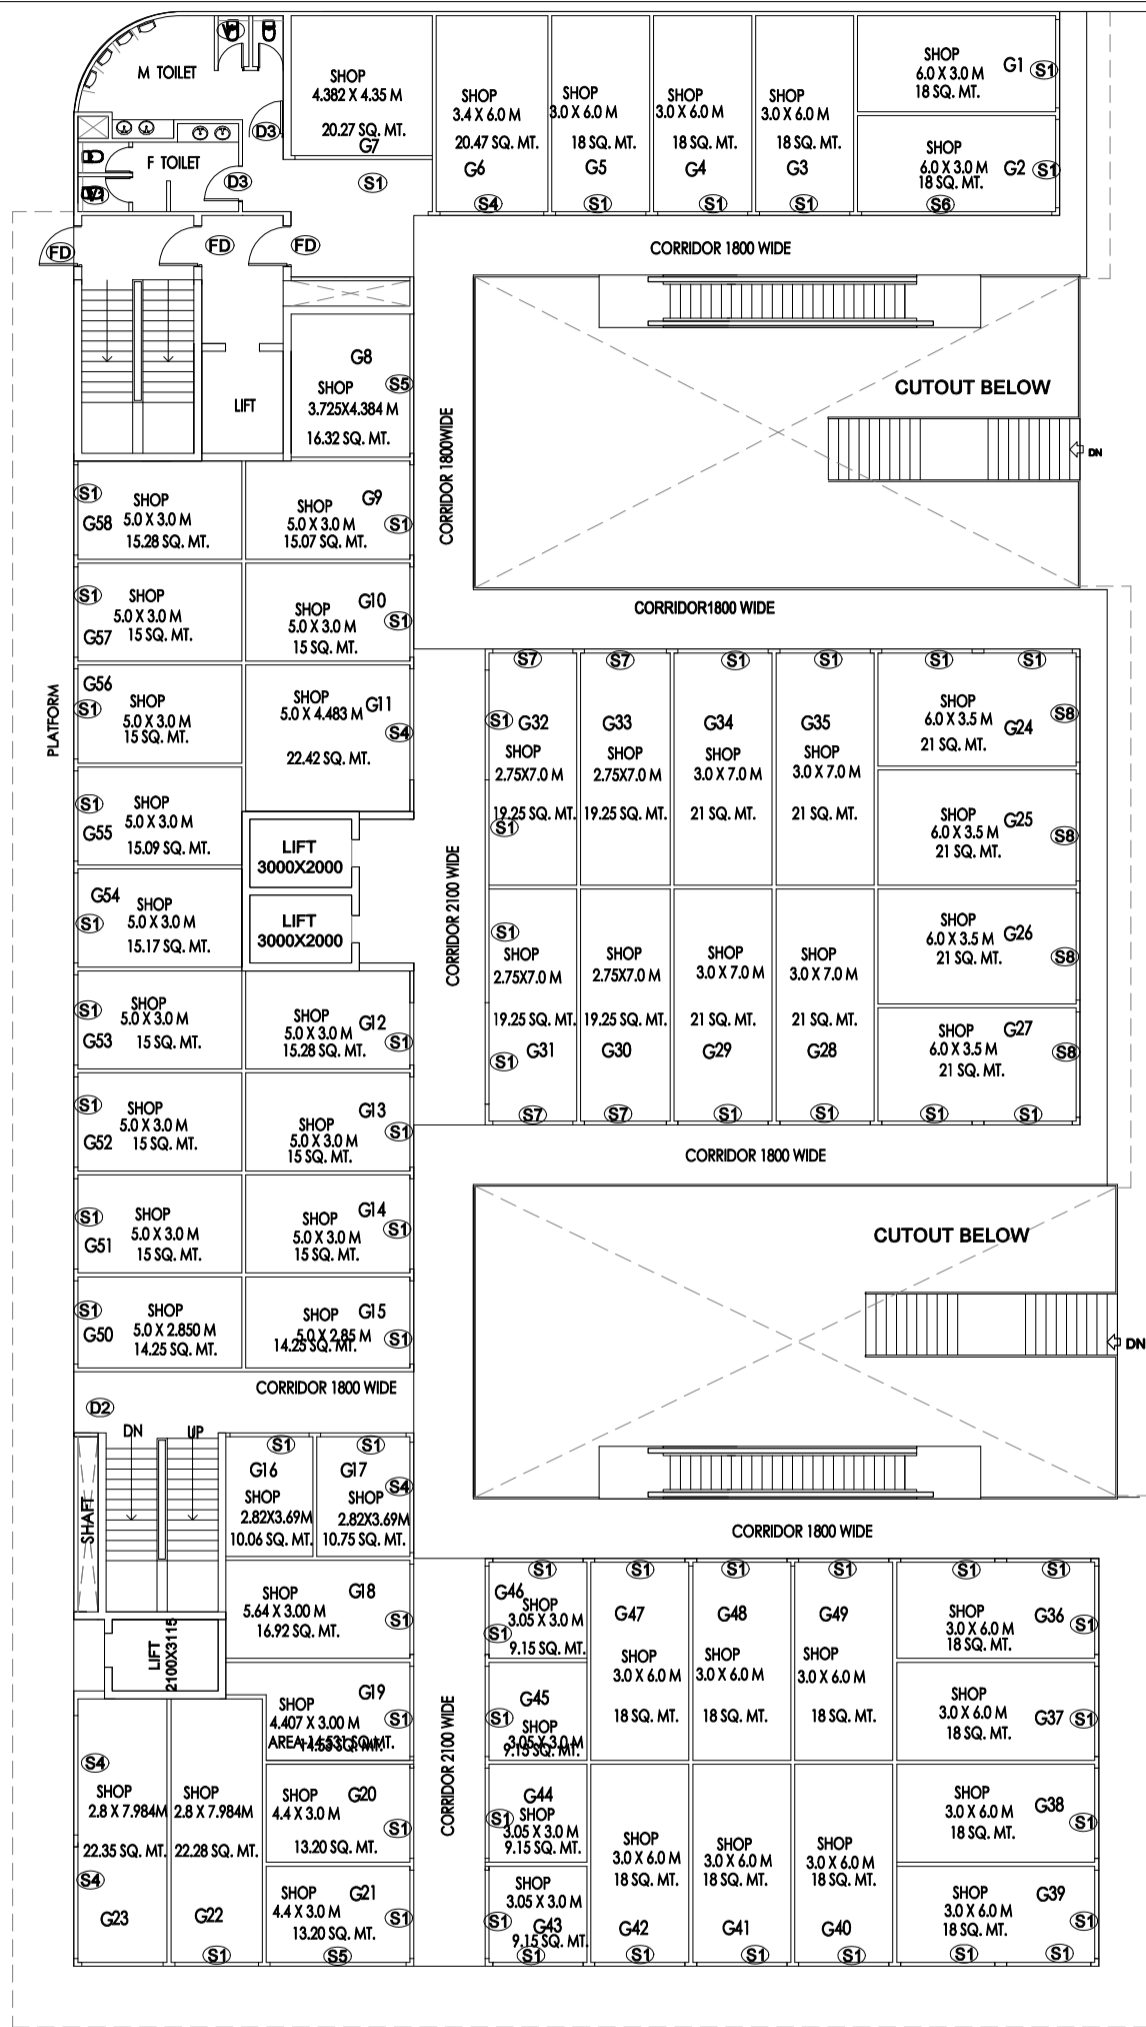 M TOILET
F TOILET
D3
D3
SHOP
4.382 X 4.35 M
20.27 SQ. MT.
G7
S1
SHOP
3.4 X 6.0 M
20.47 SQ. MT.
G6
S4
SHOP
3.0 X 6.0 M
18 SQ. MT.
G5
S1
SHOP
3.0 X 6.0 M
18 SQ. MT.
G4
S1
SHOP
3.0 X 6.0 M
18 SQ. MT.
G3
S1
SHOP
6.0 X 3.0 M
18 SQ. MT.
G1
S1
SHOP
6.0 X 3.0 M
18 SQ. MT.
G2
S1
S6
FD
FD
FD
CORRIDOR 1800 WIDE
CUTOUT BELOW
DN
LIFT
G8
SHOP
S5
3.725X4.384 M
16.32 SQ. MT.
CORRIDOR 1800WIDE
CORRIDOR1800 WIDE
PLATFORM
S1
SHOP
5.0 X 3.0 M
G58
15.28 SQ. MT.
G9
SHOP
5.0 X 3.0 M
S1
15.07 SQ. MT.
S1
SHOP
5.0 X 3.0 M
G57
15 SQ. MT.
G10
SHOP
5.0 X 3.0 M
S1
15 SQ. MT.
G56
S1
SHOP
5.0 X 3.0 M
15 SQ. MT.
SHOP
G11
5.0 X 4.483 M
S4
22.42 SQ. MT.
S1
SHOP
5.0 X 3.0 M
G55
15.09 SQ. MT.
LIFT
3000X2000
G54
SHOP
S1
5.0 X 3.0 M
15.17 SQ. MT.
LIFT
3000X2000
CORRIDOR 2100 WIDE
S7
S1
G32
SHOP
2.75X7.0 M
19.25 SQ. MT.
S1
S7
G33
SHOP
2.75X7.0 M
19.25 SQ. MT.
S1
G34
SHOP
3.0 X 7.0 M
21 SQ. MT.
S1
G35
SHOP
3.0 X 7.0 M
21 SQ. MT.
S1
S1
SHOP
6.0 X 3.5 M
S8
G24
21 SQ. MT.
SHOP
G25
6.0 X 3.5 M
S8
21 SQ. MT.
S1
SHOP
2.75X7.0 M
19.25 SQ. MT.
S1
G31
S7
SHOP
2.75X7.0 M
19.25 SQ. MT.
G30
S7
SHOP
3.0 X 7.0 M
21 SQ. MT.
G29
S1
SHOP
3.0 X 7.0 M
21 SQ. MT.
G28
S1
SHOP
G26
6.0 X 3.5 M
21 SQ. MT.
S8
SHOP
G27
6.0 X 3.5 M
S8
21 SQ. MT.
S1
S1
S1
SHOP
5.0 X 3.0 M
G53
15 SQ. MT.
SHOP
G12
5.0 X 3.0 M
S1
15.28 SQ. MT.
S1
SHOP
5.0 X 3.0 M
G52
15 SQ. MT.
G13
SHOP
S1
5.0 X 3.0 M
15 SQ. MT.
S1
SHOP
5.0 X 3.0 M
G51
15 SQ. MT.
G14
SHOP
S1
5.0 X 3.0 M
15 SQ. MT.
S1
SHOP
5.0 X 2.850 M
G50
14.25 SQ. MT.
G15
SHOP
5.0 X 2.85 M
S1
14.25 SQ. MT.
CORRIDOR 1800 WIDE
CUTOUT BELOW
DN
CORRIDOR 1800 WIDE
D2
DN
UP
SHAFT
S1
G16
SHOP
2.82X3.69M
10.06 SQ. MT.
S1
G17
S4
SHOP
2.82X3.69M
10.75 SQ. MT.
CORRIDOR 1800 WIDE
SHOP
G18
5.64 X 3.00 M
S1
16.92 SQ. MT.
LIFT
2100X3115
G19
SHOP
4.407 X 3.00 M
S1
SHOP
G20
4.4 X 3.0 M
S1
13.20 SQ. MT.
SHOP
G21
4.4 X 3.0 M
S1
13.20 SQ. MT.
S5
S4
SHOP
2.8 X 7.984M
22.35 SQ. MT.
S4
G23
SHOP
2.8 X 7.984M
22.28 SQ. MT.
G22
S1
CORRIDOR 2100 WIDE
S1
G46
SHOP
3.05 X 3.0 M
S1
9.15 SQ. MT.
G45
S1
SHOP
3.05 X 3.0 M
9.15 SQ. MT.
G44
S1
SHOP
3.05 X 3.0 M
9.15 SQ. MT.
SHOP
3.05 X 3.0 M
S1
G43
9.15 SQ. MT.
S1
S1
G47
SHOP
3.0 X 6.0 M
18 SQ. MT.
S1
G48
SHOP
3.0 X 6.0 M
18 SQ. MT.
S1
G49
SHOP
3.0 X 6.0 M
18 SQ. MT.
S1
S1
SHOP
G36
3.0 X 6.0 M
S1
18 SQ. MT.
SHOP
G37
3.0 X 6.0 M
S1
18 SQ. MT.
SHOP
3.0 X 6.0 M
18 SQ. MT.
G42
S1
SHOP
3.0 X 6.0 M
18 SQ. MT.
G41
S1
SHOP
3.0 X 6.0 M
18 SQ. MT.
G40
S1
SHOP
G38
3.0 X 6.0 M
S1
18 SQ. MT.
SHOP
G39
3.0 X 6.0 M
S1
18 SQ. MT.
S1
S1